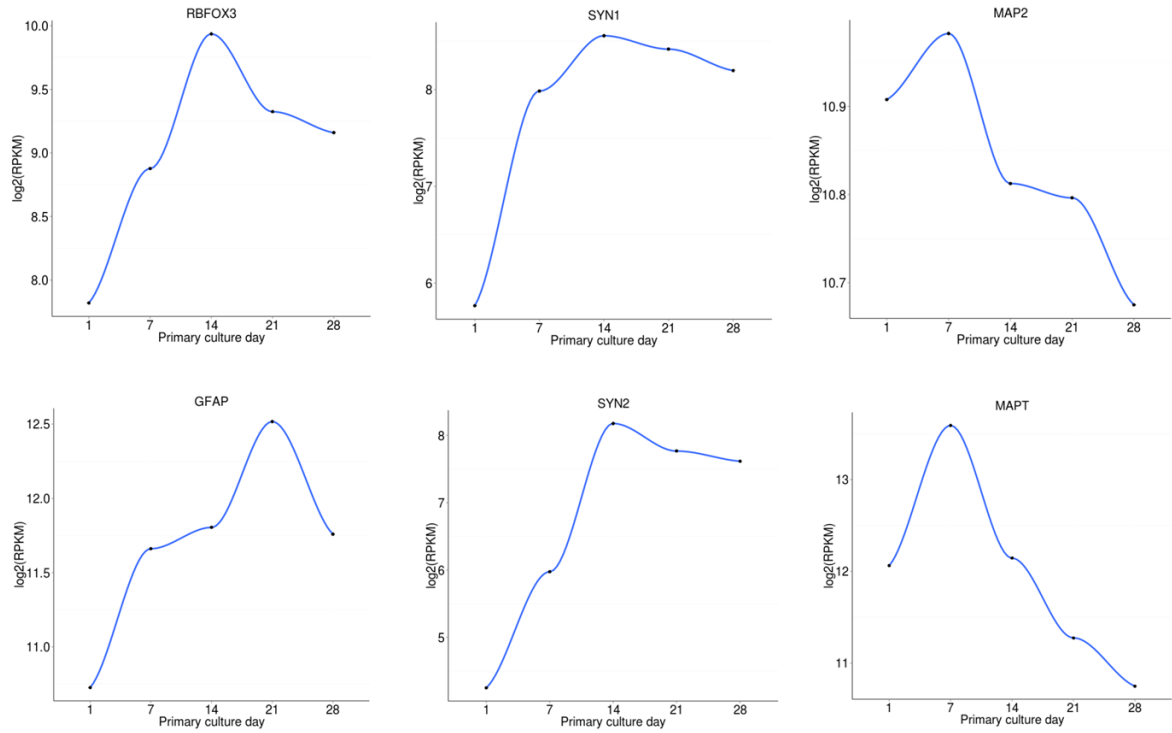 RBFOX3
log2(RPKM)
10.0
9.5
9.0
8.5
8.0
1 7 14 21 28
Primary culture day
SYN1
log2(RPKM)
8
7
6
1 7 14 21 28
Primary culture day
MAP2
log2(RPKM)
10.9
10.8
10.7
1 7 14 21 28
Primary culture day
GFAP
log2(RPKM)
12.5
12.0
11.5
11.0
1 7 14 21 28
Primary culture day
SYN2
log2(RPKM)
8
7
6
5
1 7 14 21 28
Primary culture day
MAPT
log2(RPKM)
13
12
11
1 7 14 21 28
Primary culture day